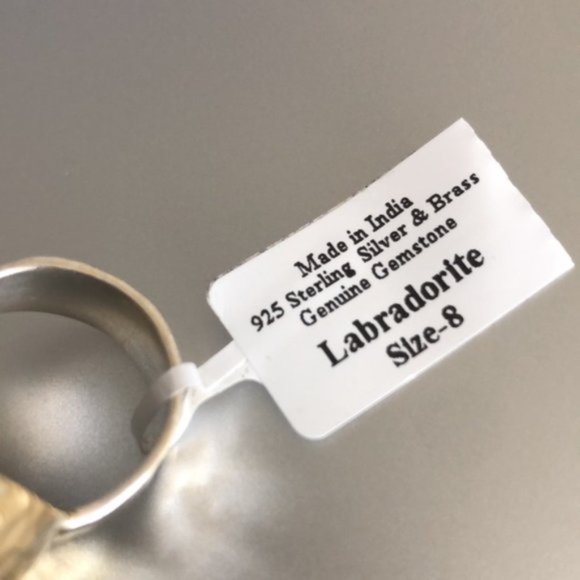 Made in India
925 Sterling Silver & Brass
Genuine Gemstone
Labradorite
Size-8